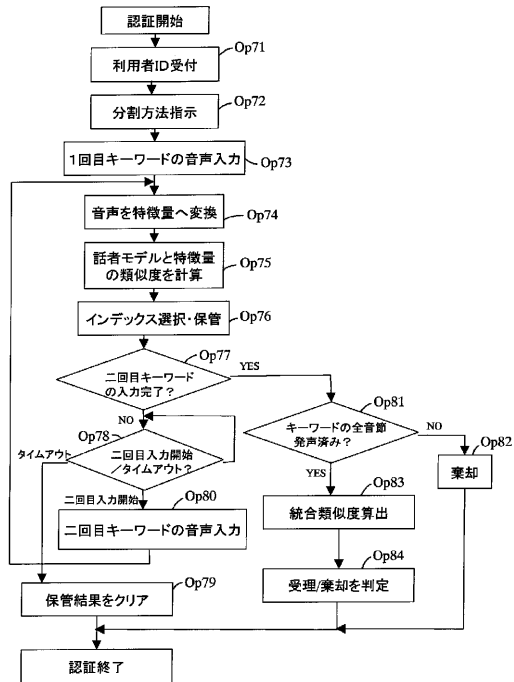 認証開始
Op71
利用者ID受付
Op72
分割方法指示
1回目キーワードの音声入力
Op73
音声を特徴量へ変換
Op74
話者モデルと特徴量
の類似度を計算
Op75
インデックス選択・保管
Op76
Op77
二回目キーワード
の入力完了?
YES
NO
Op78
二回目入力開始
/タイムアウト?
タイムアウト
二回目入力開始
Op80
二回目キーワードの音声入力
Op79
保管結果をクリア
Op81
キーワードの全音節
発声済み?
NO
Op82
棄却
YES
Op83
統合類似度算出
Op84
受理/棄却を判定
認証終了